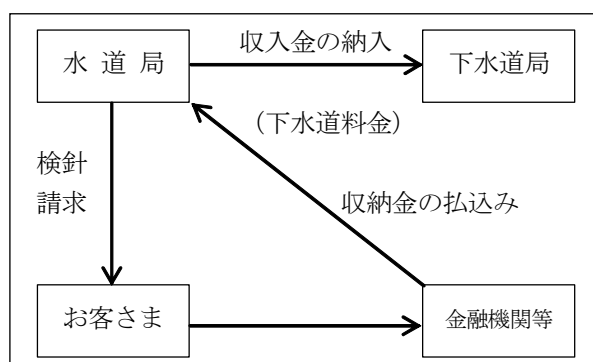 収入金の納入
水道局
下水道局
（下水道料金）
検針
請求
収納金の払込み
お客さま
金融機関等